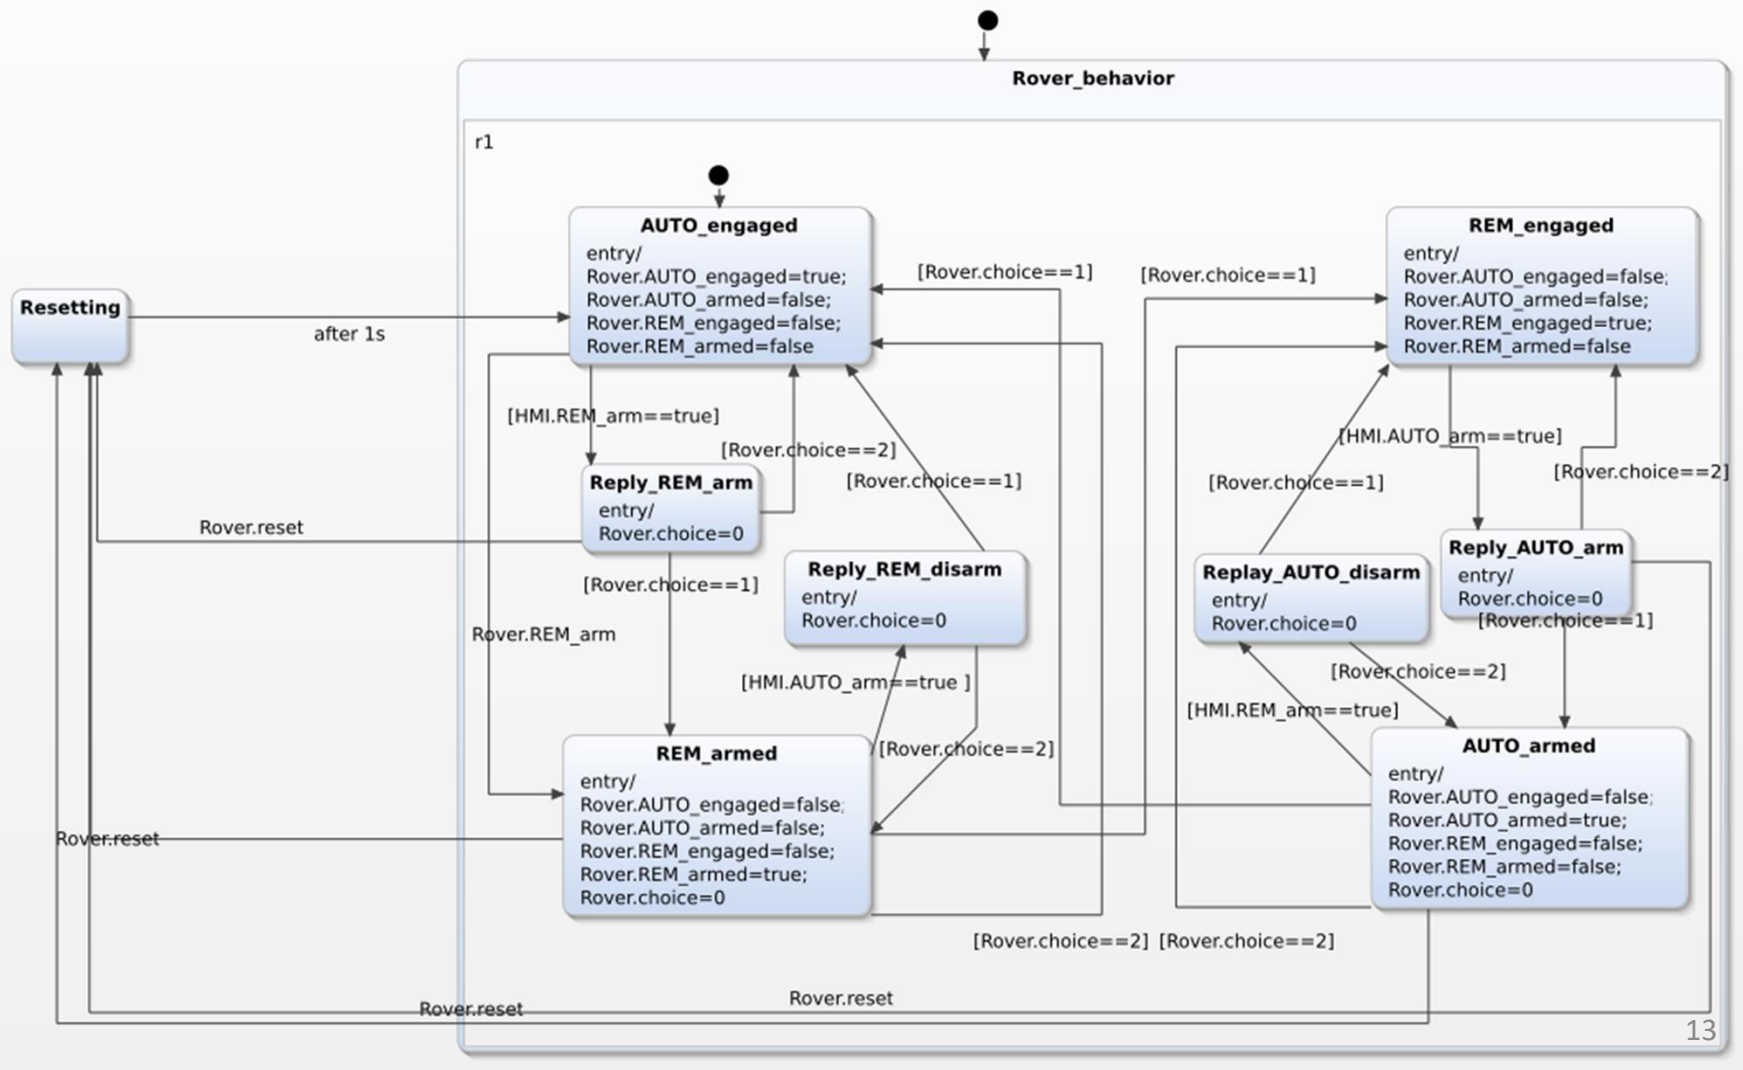 Rover_behavior
r1
AUTO_engaged
entry/
Rover.AUTO_engaged=true;
Rover.AUTO_armed=false;
Rover.REM_engaged=false;
Rover.REM_armed=false
REM_engaged
entry/
Rover.AUTO_engaged=false;
Rover.AUTO_armed=false;
Rover.REM_engaged=true;
Rover.REM_armed=false
[Rover.choice==1]
[Rover.choice==1]
Resetting
after 1s
[HMI.REM_arm==true]
[Rover.choice==2]
[Rover.choice==1]
[HMI.AUTO_arm==true]
[Rover.choice==2]
[Rover.choice==1]
Reply_REM_arm
entry/
Rover.choice=0
Rover.reset
[Rover.choice==1]
Reply_REM_disarm
entry/
Rover.choice=0
Replay_AUTO_disarm
entry/
Rover.choice=0
Reply_AUTO_arm
entry/
Rover.choice=0
[Rover.choice==1]
Rover.REM_arm
[HMI.AUTO_arm==true ]
[Rover.choice==2]
[Rover.choice==2]
[HMI.REM_arm==true]
REM_armed
entry/
Rover.AUTO_engaged=false;
Rover.AUTO_armed=false;
Rover.REM_engaged=false;
Rover.REM_armed=true;
Rover.choice=0
AUTO_armed
entry/
Rover.AUTO_engaged=false;
Rover.AUTO_armed=true;
Rover.REM_engaged=false;
Rover.REM_armed=false;
Rover.choice=0
Rover.reset
[Rover.choice==2]
[Rover.choice==2]
Rover.reset
Rover.reset
13